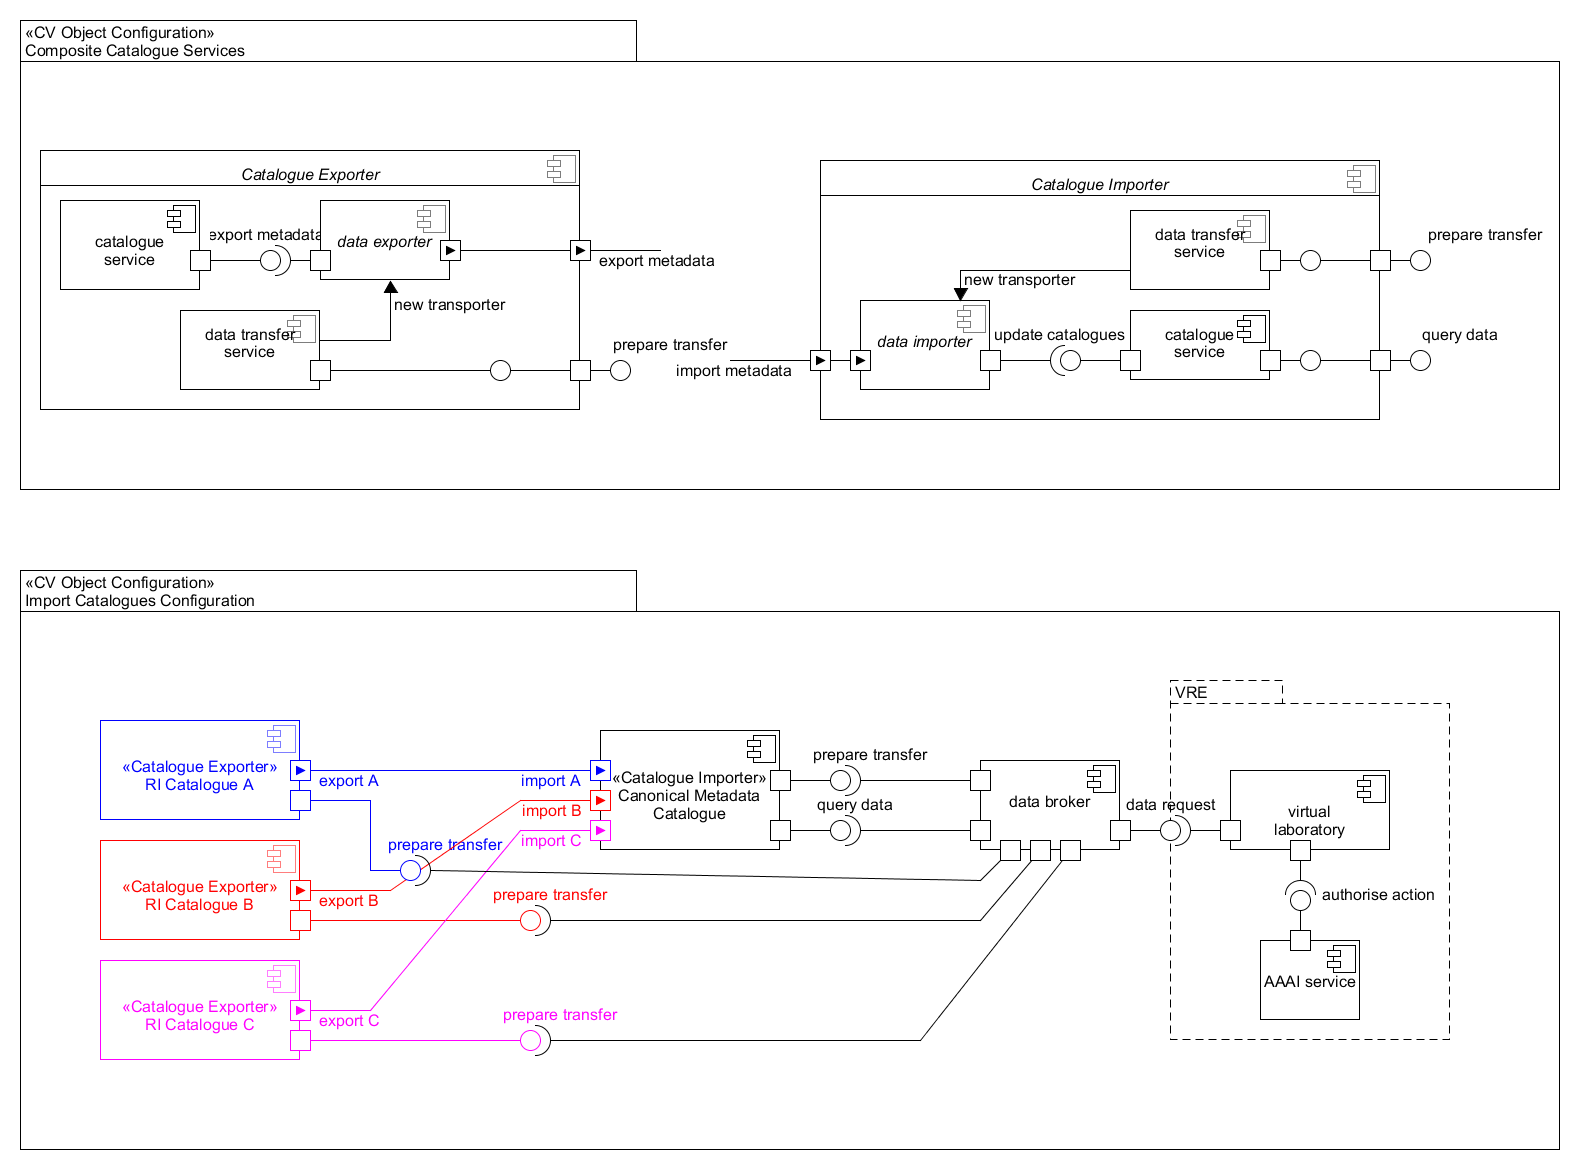 «CV Object Configuration»
Composite Catalogue Services
Catalogue Exporter
catalogue
service
export metadata
data exporter
export metadata
new transporter
data transfer
service
prepare transfer
Catalogue Importer
data transfer
service
prepare transfer
new transporter
import metadata
data importer
update catalogues
catalogue
service
query data
«CV Object Configuration»
Import Catalogues Configuration
«Catalogue Exporter»
RI Catalogue A
export A
prepare transfer
«Catalogue Exporter»
RI Catalogue B
export B
prepare transfer
«Catalogue Exporter»
RI Catalogue C
export C
prepare transfer
import A
import B
import C
«Catalogue Importer»
Canonical Metadata
Catalogue
prepare transfer
query data
data broker
data request
VRE
virtual
laboratory
authorise action
AAAI service